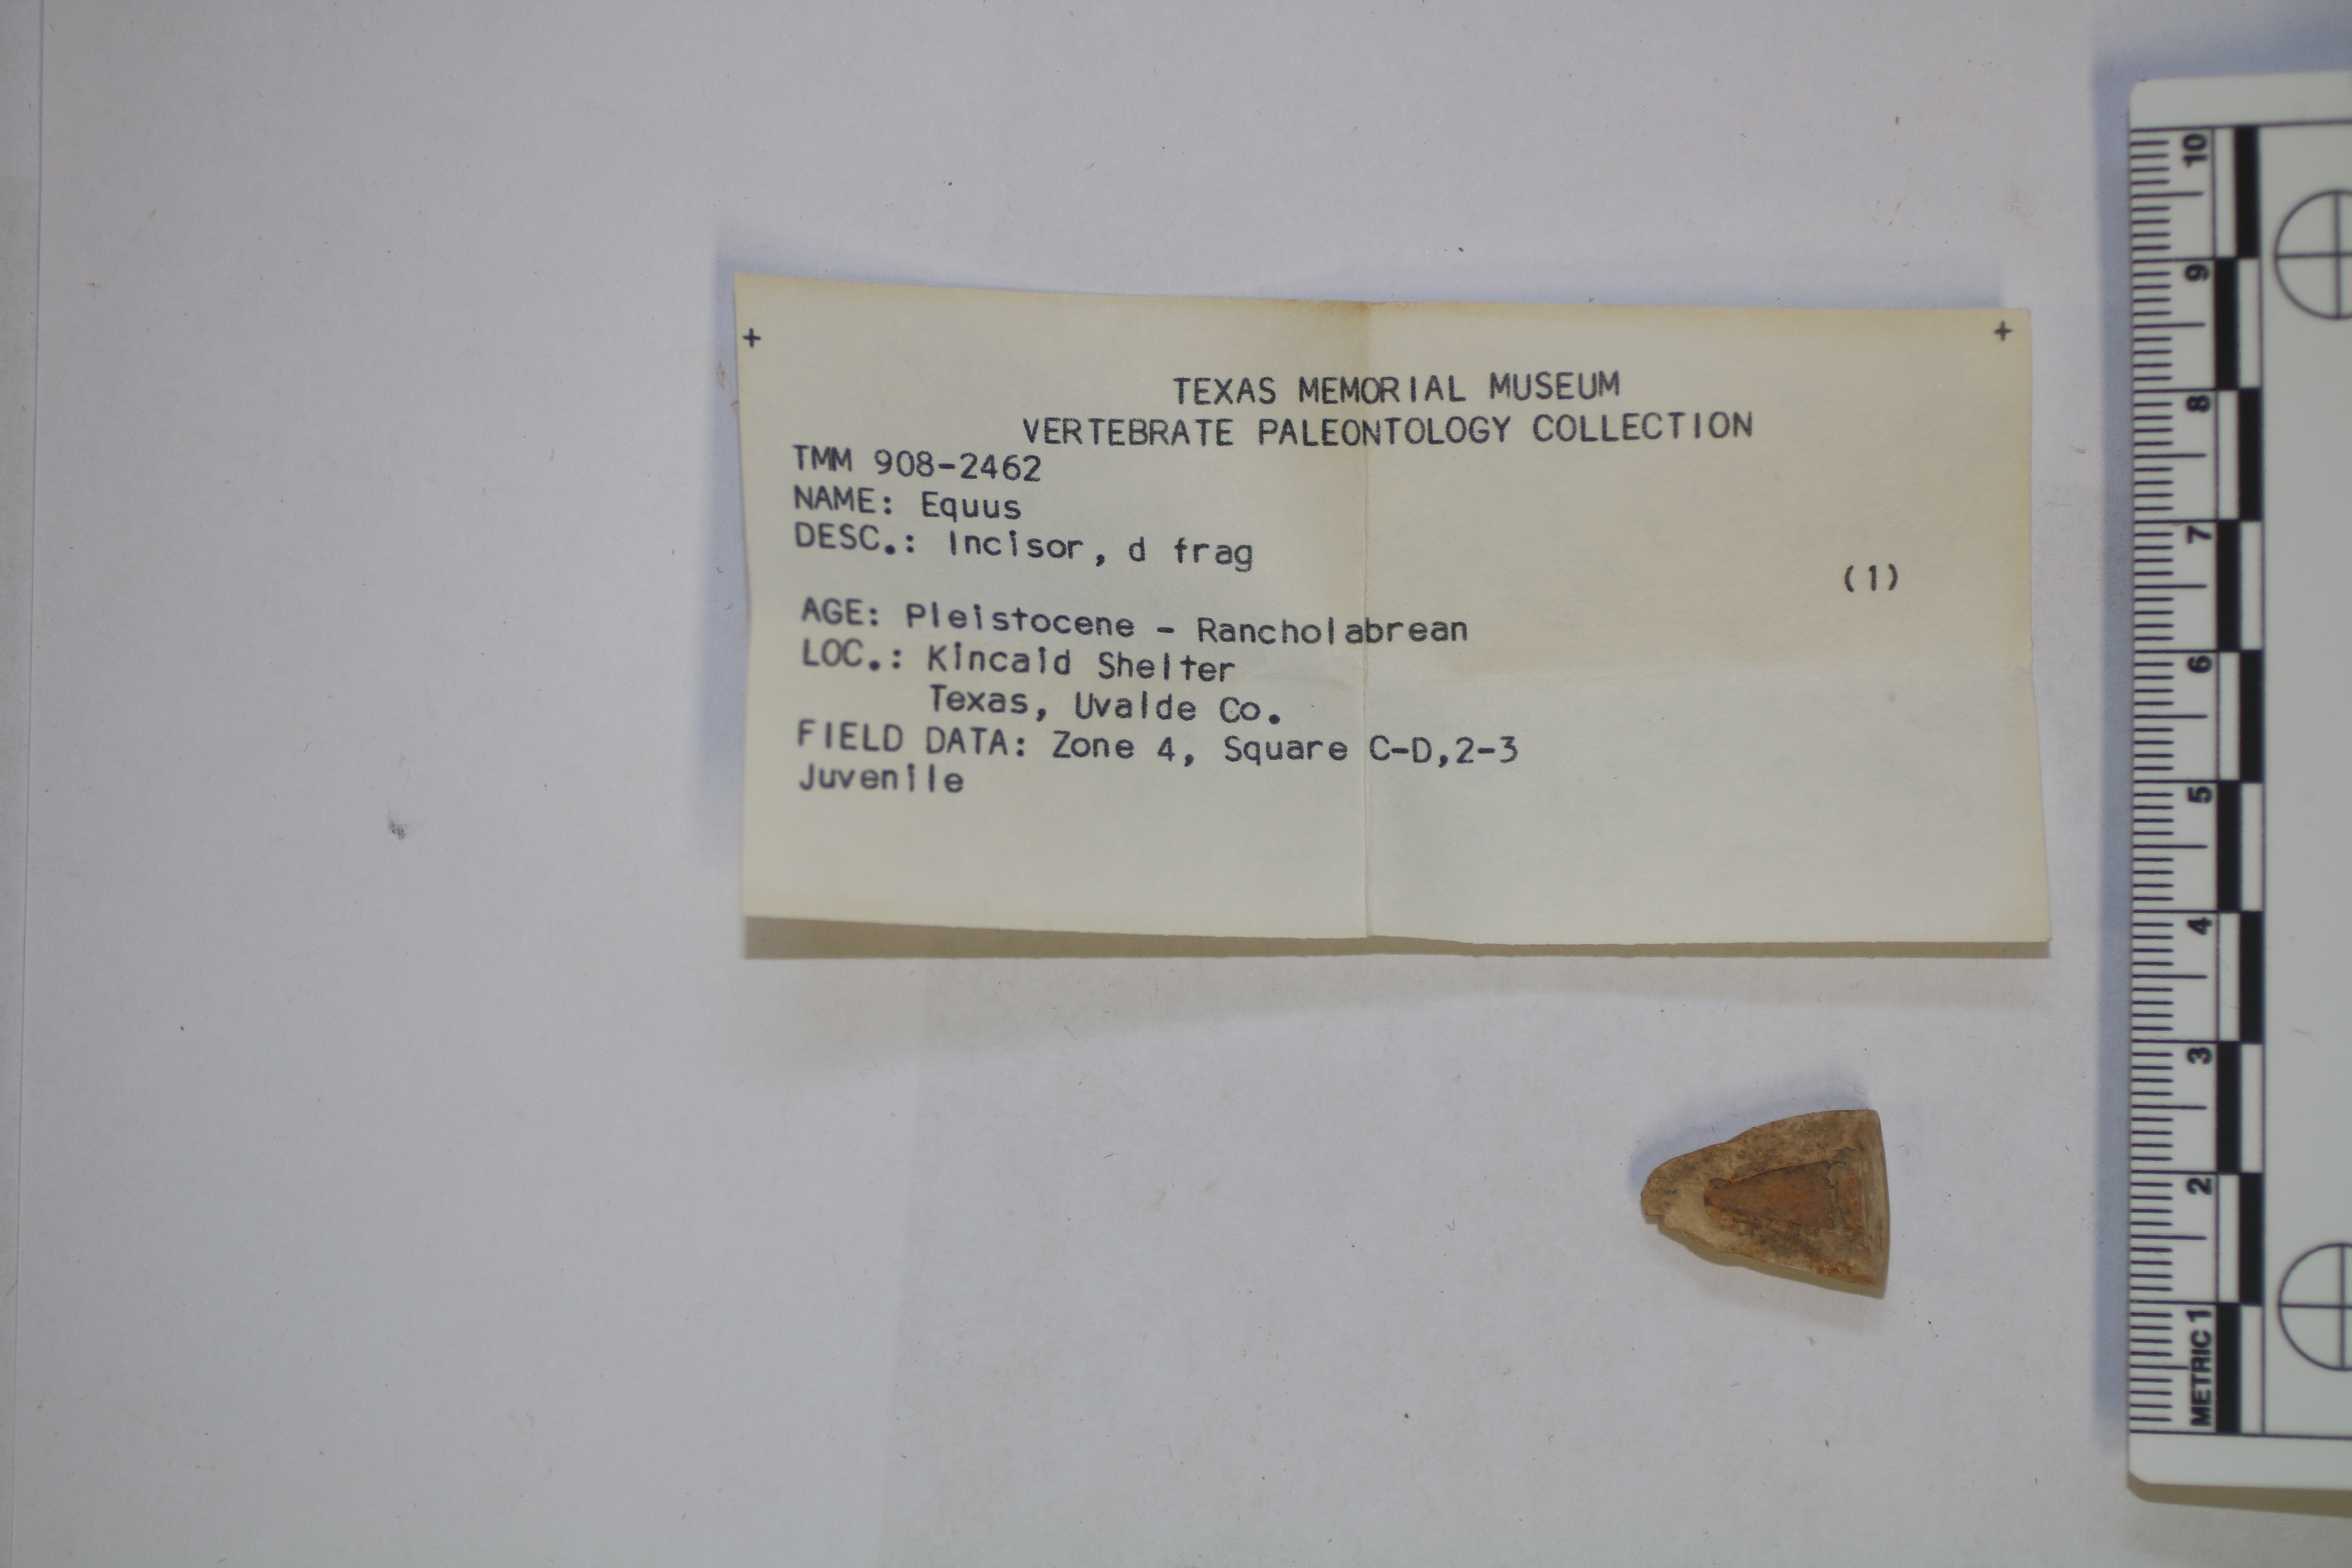 + +
TEXAS MEMORIAL MUSEUM
VERTEBRATE PALEONTOLOGY COLLECTION
TMM 908-2462
NAME: Equus
DESC.: Incisor, d frag
(1)
AGE: Pleistocene - Rancholabrean
LOC.: Kincaid Shelter
Texas, Uvalde Co.
FIELD DATA: Zone 4, Square C-D,2-3
Juvenile
METRIC 1 2 3 4 5 6 7 8 9 10